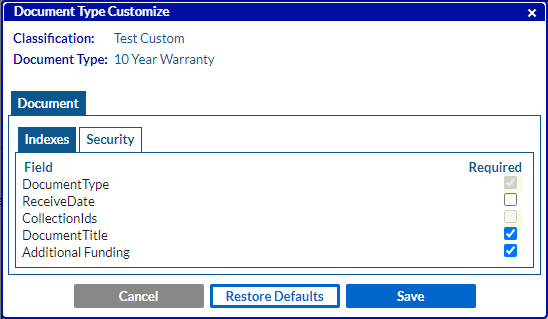 Document Type Customize ×
Classification: Test Custom
Document Type: 10 Year Warranty
Document
Indexes Security
Field Required
DocumentType
ReceiveDate
CollectionIds
DocumentTitle
Additional Funding
Cancel Restore Defaults Save